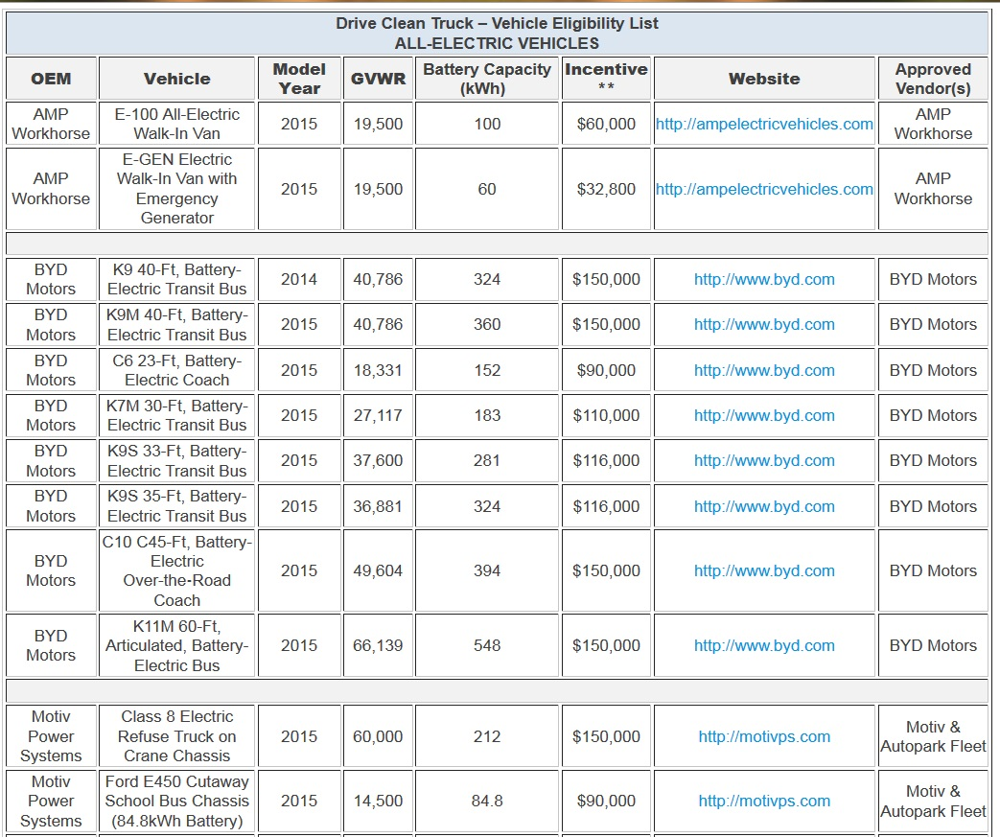 Drive Clean Truck – Vehicle Eligibility List
ALL-ELECTRIC VEHICLES
OEM Vehicle Model Year GVWR Battery Capacity (kWh) Incentive ** Website Approved Vendor(s)
AMP Workhorse E-100 All-Electric Walk-In Van 2015 19,500 100 $60,000 http://ampelectricvehicles.com AMP Workhorse
AMP Workhorse E-GEN Electric Walk-In Van with Emergency Generator 2015 19,500 60 $32,800 http://ampelectricvehicles.com AMP Workhorse
BYD Motors K9 40-Ft, Battery-Electric Transit Bus 2014 40,786 324 $150,000 http://www.byd.com BYD Motors
BYD Motors K9M 40-Ft, Battery-Electric Transit Bus 2015 40,786 360 $150,000 http://www.byd.com BYD Motors
BYD Motors C6 23-Ft, Battery-Electric Coach 2015 18,331 152 $90,000 http://www.byd.com BYD Motors
BYD Motors K7M 30-Ft, Battery-Electric Transit Bus 2015 27,117 183 $110,000 http://www.byd.com BYD Motors
BYD Motors K9S 33-Ft, Battery-Electric Transit Bus 2015 37,600 281 $116,000 http://www.byd.com BYD Motors
BYD Motors K9S 35-Ft, Battery-Electric Transit Bus 2015 36,881 324 $116,000 http://www.byd.com BYD Motors
BYD Motors C10 C45-Ft, Battery-Electric Over-the-Road Coach 2015 49,604 394 $150,000 http://www.byd.com BYD Motors
BYD Motors K11M 60-Ft, Articulated, Battery-Electric Bus 2015 66,139 548 $150,000 http://www.byd.com BYD Motors
Motiv Power Systems Class 8 Electric Refuse Truck on Crane Chassis 2015 60,000 212 $150,000 http://motivps.com Motiv & Autopark Fleet
Motiv Power Systems Ford E450 Cutaway School Bus Chassis (84.8kWh Battery) 2015 14,500 84.8 $90,000 http://motivps.com Motiv & Autopark Fleet